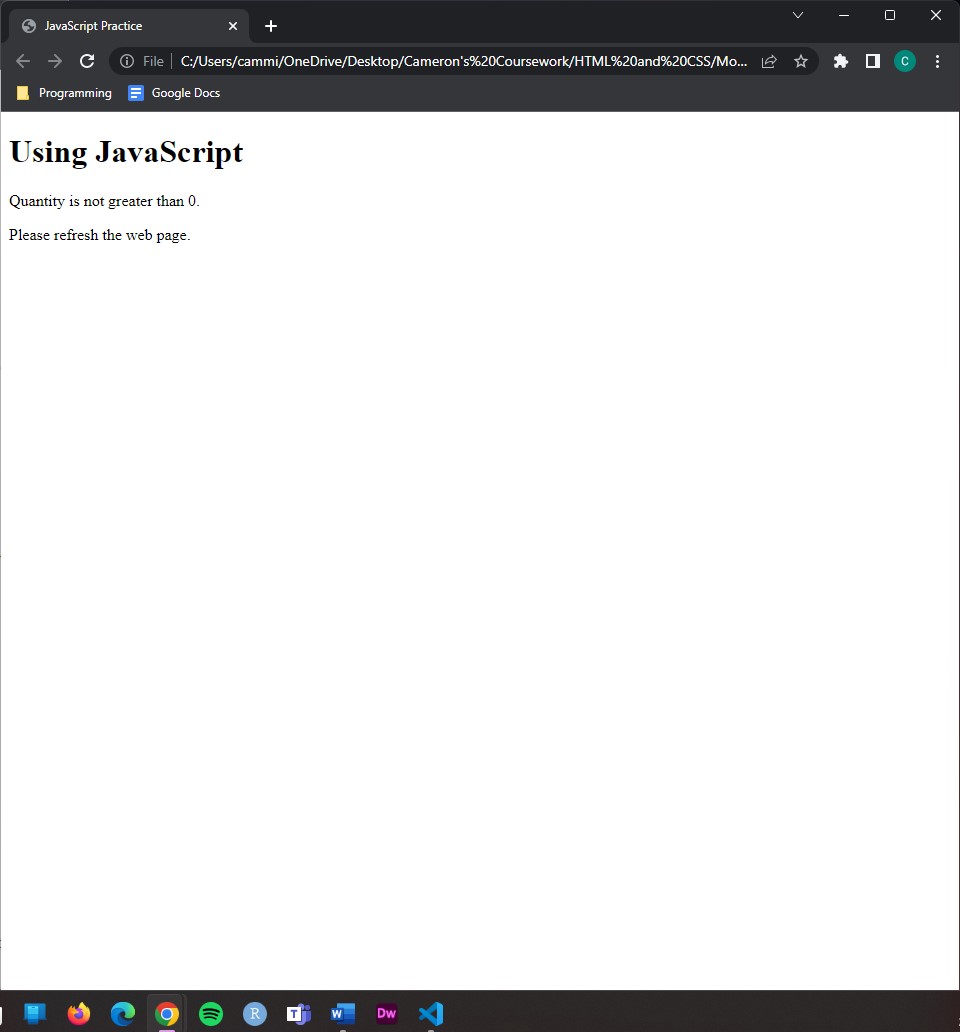 JavaScript Practice
File C:/Users/cammi/OneDrive/Desktop/Cameron's%20Coursework/HTML%20and%20CSS/Mo... C
Programming Google Docs
Using JavaScript
Quantity is not greater than 0.
Please refresh the web page.
R T W Dw